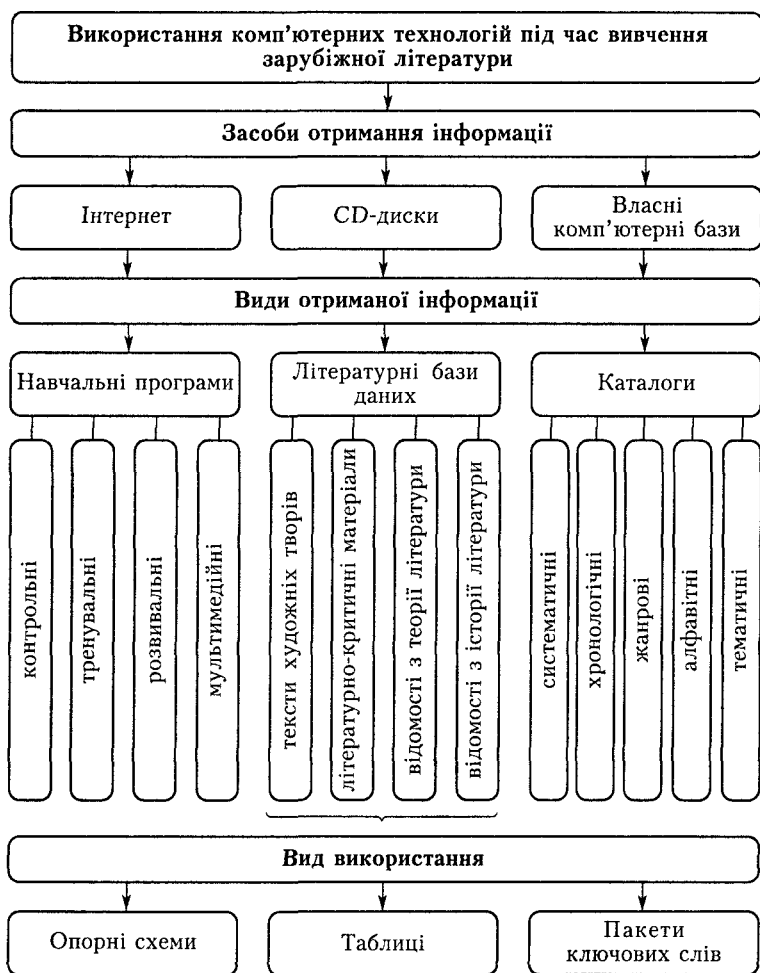 Використання комп'ютерних технологій під час вивчення
зарубіжної літератури
Засоби отримання інформації
Інтернет
CD-диски
Власні
комп'ютерні бази
Види отриманої інформації
Навчальні програми
Літературні бази
даних
Каталоги
контрольні
тренувальні
розвивальні
мультимедійні
тексти художніх творів
літературно-критичні матеріали
відомості з теорії літератури
відомості з історії літератури
систематичні
хронологічні
жанрові
алфавітні
тематичні
Вид використання
Опорні схеми
Таблиці
Пакети
ключових слів